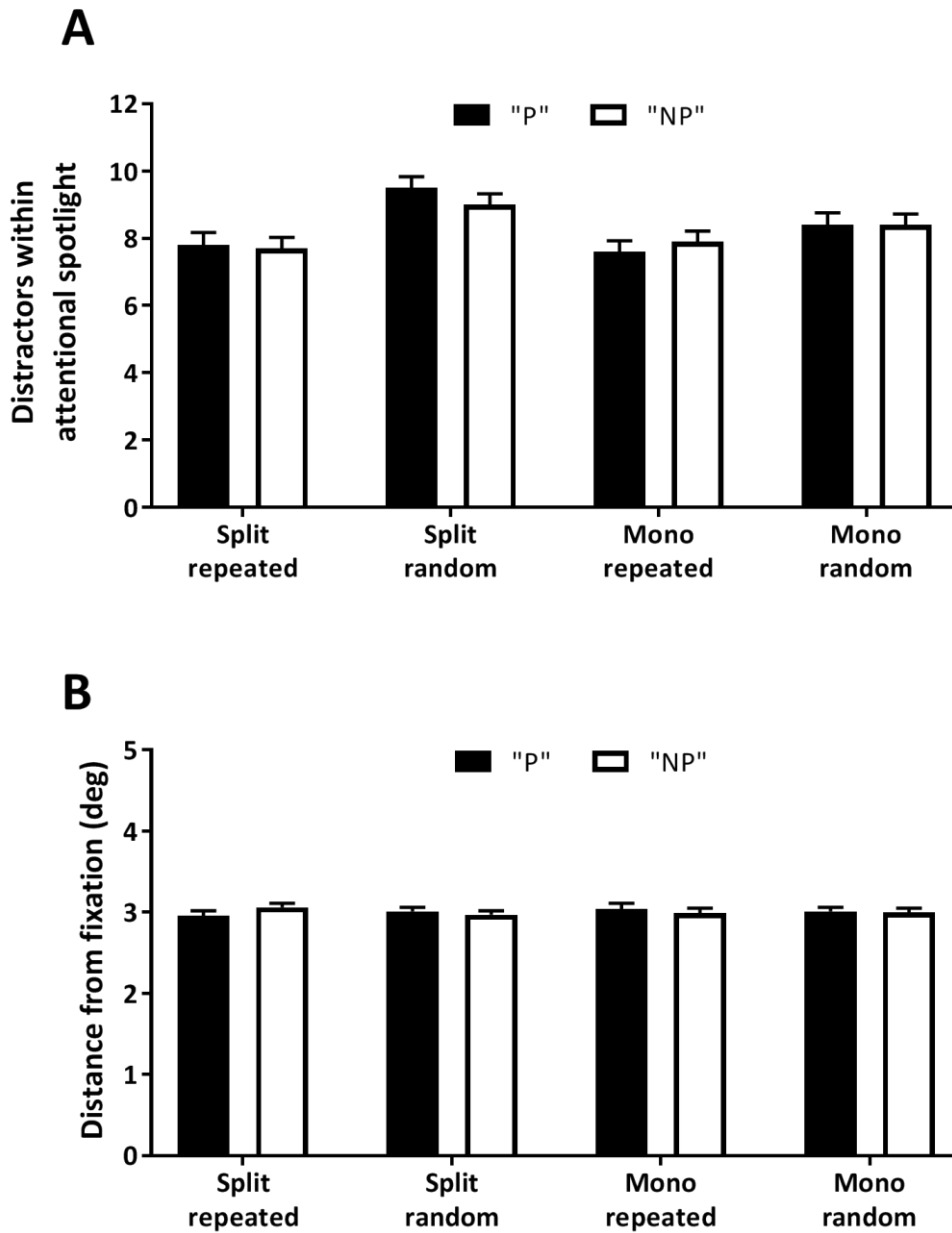 A
Distractors within
attentional spotlight
12
10
8
6
4
2
0
"P" "NP"
Split
repeated
Split
random
Mono
repeated
Mono
random
B
Distance from fixation (deg)
5
4
3
2
1
0
"P" "NP"
Split
repeated
Split
random
Mono
repeated
Mono
random